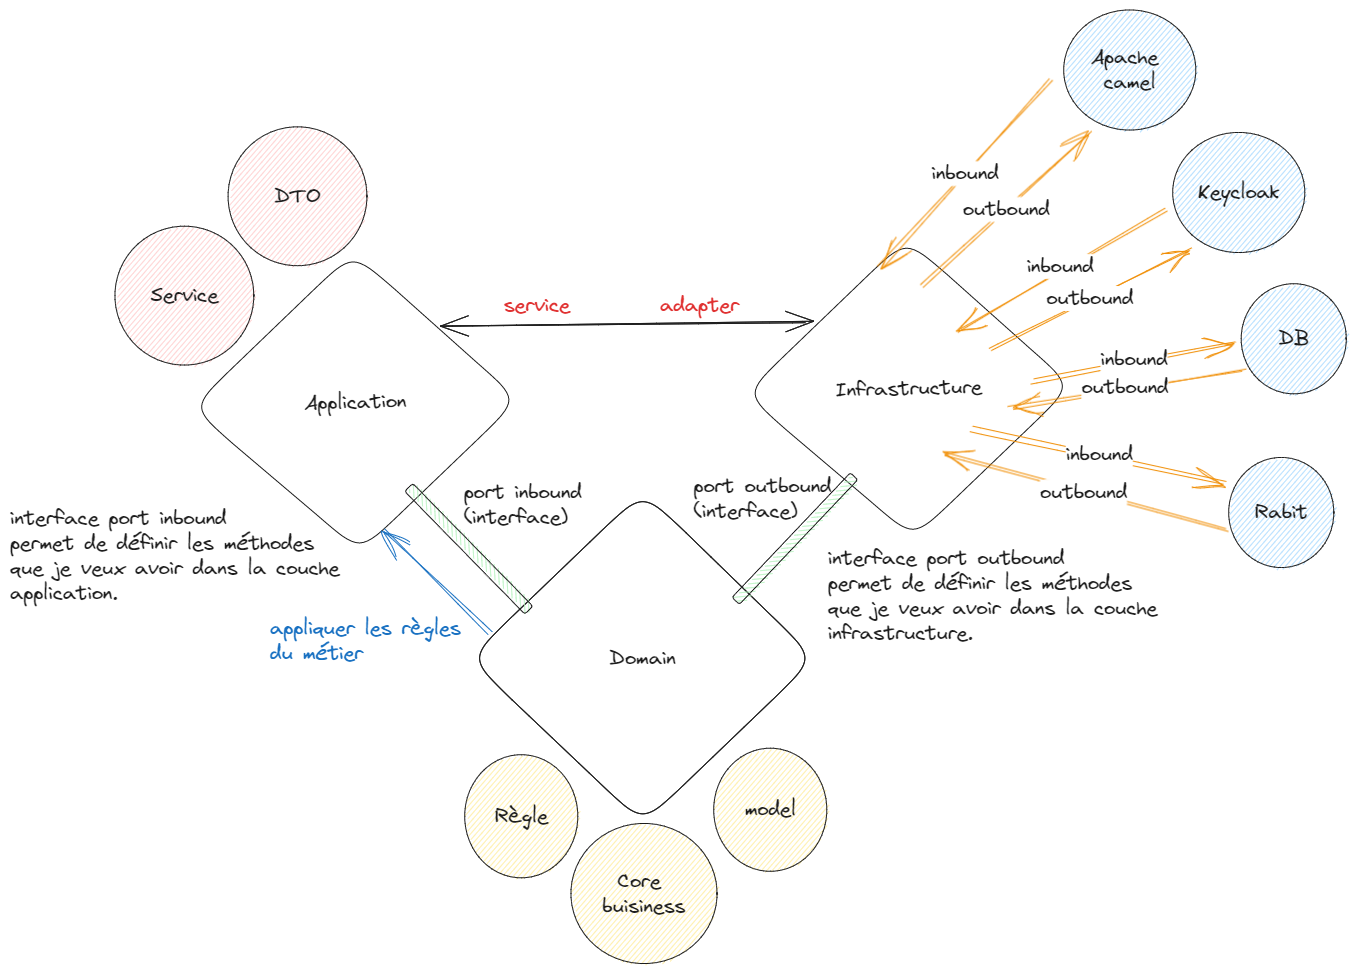 Apache
camel
Keycloak
DB
Rabit
inbound
outbound
inbound
outbound
inbound
outbound
inbound
outbound
DTO
Service
service
adapter
Application
Infrastructure
port inbound
(interface)
port outbound
(interface)
interface port inbound
permet de définir les méthodes
que je veux avoir dans la couche
application.
interface port outbound
permet de définir les méthodes
que je veux avoir dans la couche
infrastructure.
appliquer les règles
du métier
Domain
Règle
Core
buisiness
model